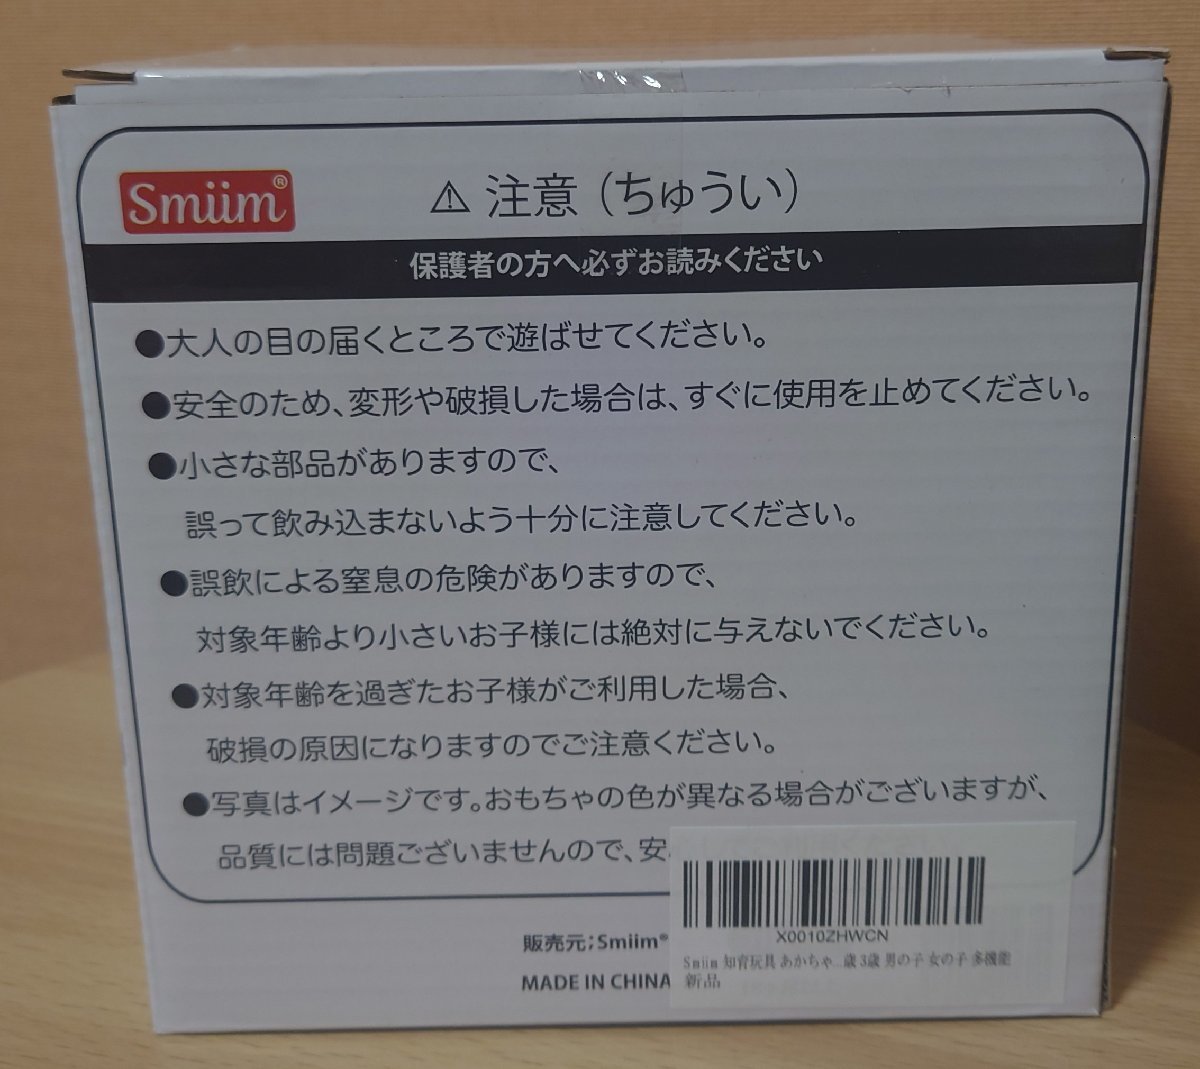 Smiim®
⚠ 注意(ちゅうい)
保護者の方へ必ずお読みください
●大人の目の届くところで遊ばせてください。
●安全のため、変形や破損した場合は、すぐに使用を止めてください。
●小さな部品がありますので、
誤って飲み込まないよう十分に注意してください。
●誤飲による窒息の危険がありますので、
対象年齢より小さいお子様には絶対に与えないでください。
●対象年齢を過ぎたお子様がご利用した場合、
破損の原因になりますのでご注意ください。
●写真はイメージです。おもちゃの色が異なる場合がございますが、
品質には問題ございませんので、安
販売元;Smiim®
MADE IN CHINA
X0010ZHWCN
Smiim 知育玩具 あかちゃ...歳 3歳 男の子 女の子 多機能
新品